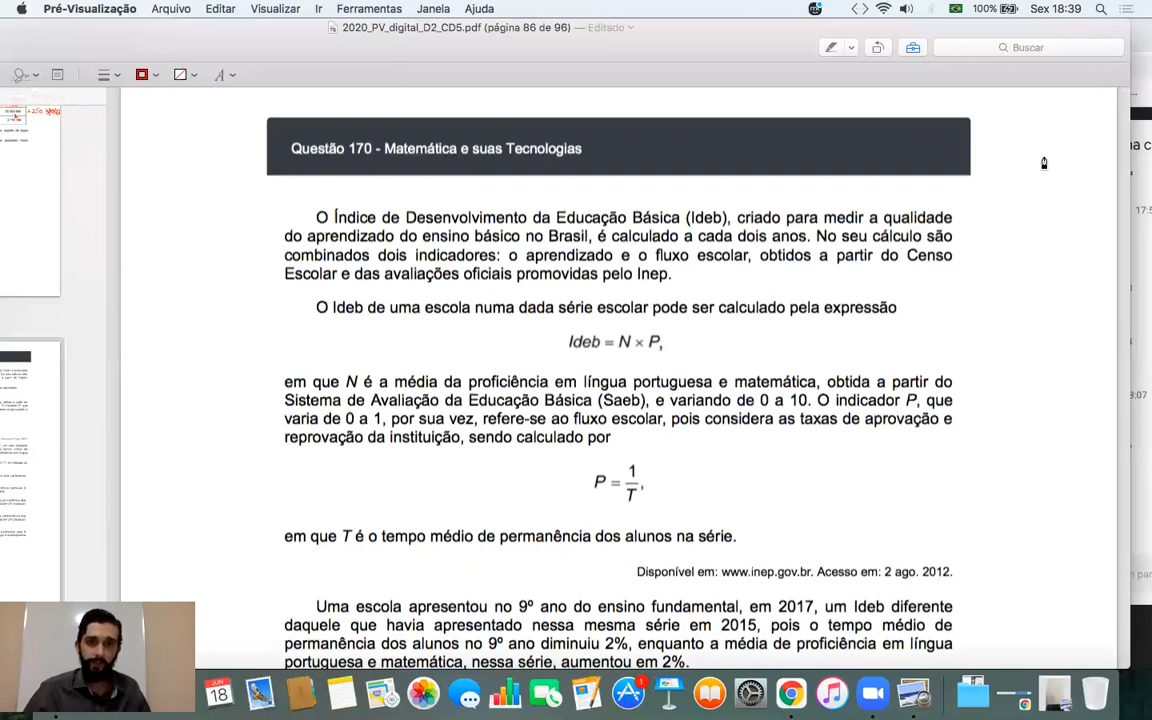 Pré-Visualização Arquivo Editar Visualizar Ir Ferramentas Janela Ajuda 100% Sex 18:39
2020_PV_digital_D2_CD5.pdf (página 86 de 96) — Editado
Buscar
Questão 170 - Matemática e suas Tecnologias
O Índice de Desenvolvimento da Educação Básica (Ideb), criado para medir a qualidade
do aprendizado do ensino básico no Brasil, é calculado a cada dois anos. No seu cálculo são
combinados dois indicadores: o aprendizado e o fluxo escolar, obtidos a partir do Censo
Escolar e das avaliações oficiais promovidas pelo Inep.
O Ideb de uma escola numa dada série escolar pode ser calculado pela expressão
Ideb = N × P,
em que N é a média da proficiência em língua portuguesa e matemática, obtida a partir do
Sistema de Avaliação da Educação Básica (Saeb), e variando de 0 a 10. O indicador P, que
varia de 0 a 1, por sua vez, refere-se ao fluxo escolar, pois considera as taxas de aprovação e
reprovação da instituição, sendo calculado por
P = 1/T,
em que T é o tempo médio de permanência dos alunos na série.
Disponível em: www.inep.gov.br. Acesso em: 2 ago. 2012.
Uma escola apresentou no 9º ano do ensino fundamental, em 2017, um Ideb diferente
daquele que havia apresentado nessa mesma série em 2015, pois o tempo médio de
permanência dos alunos no 9º ano diminuiu 2%, enquanto a média de proficiência em língua
portuguesa e matemática, nessa série, aumentou em 2%.
17:5
3:07
18
1